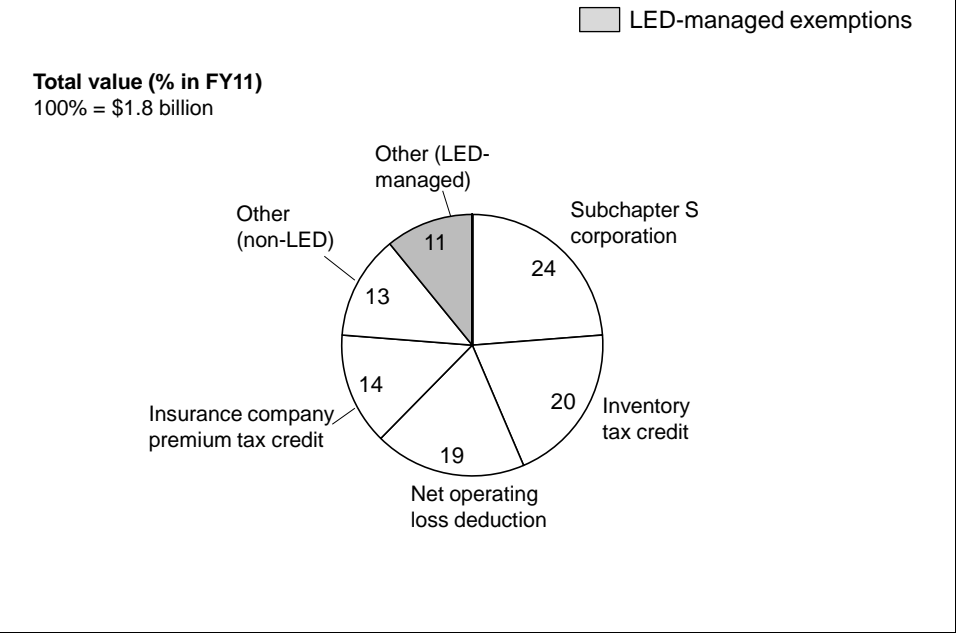 LED-managed exemptions
Total value (% in FY11)
100% = $1.8 billion
Other (LED-
managed)
Other
(non-LED)
Subchapter S
corporation
11
24
13
14
20
Insurance company
premium tax credit
Inventory
tax credit
19
Net operating
loss deduction